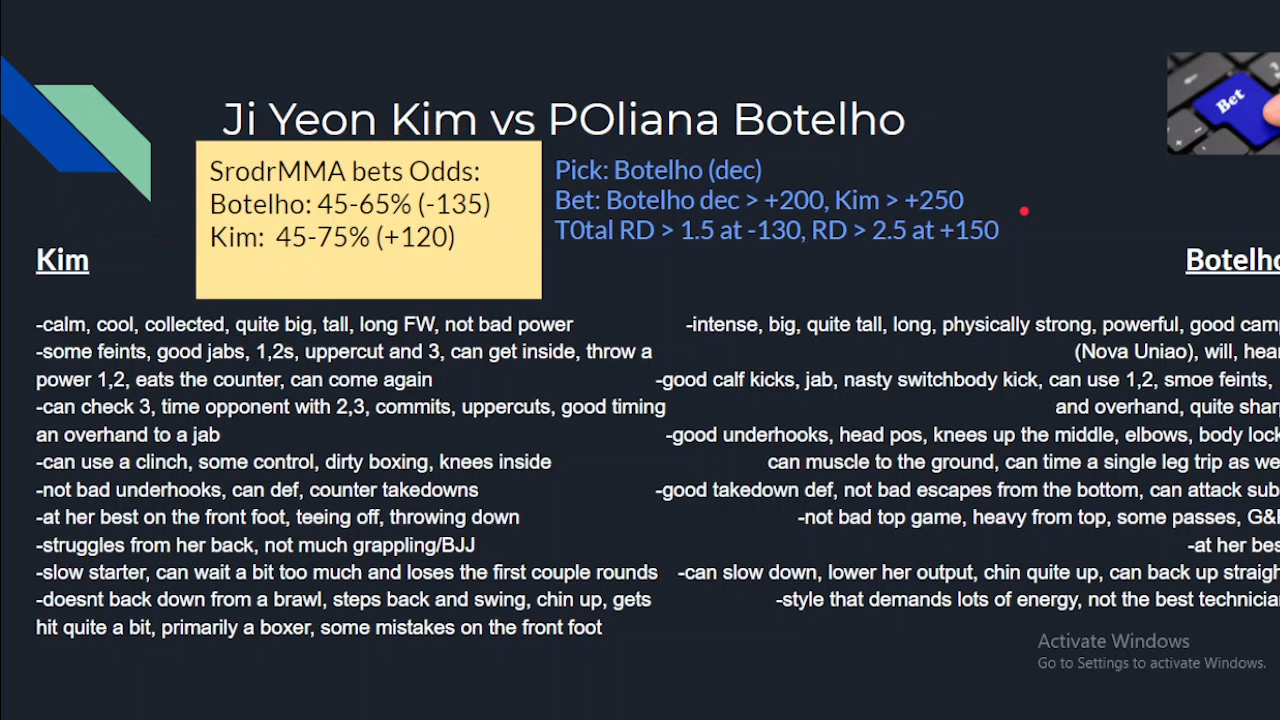 Ji Yeon Kim vs POliana Botelho
Bet
SrodrMMA bets Odds:
Botelho: 45-65% (-135)
Kim: 45-75% (+120)
Pick: Botelho (dec)
Bet: Botelho dec > +200, Kim > +250
T0tal RD > 1.5 at -130, RD > 2.5 at +150
Kim
-calm, cool, collected, quite big, tall, long FW, not bad power
-some feints, good jabs, 1,2s, uppercut and 3, can get inside, throw a
power 1,2, eats the counter, can come again
-can check 3, time opponent with 2,3, commits, uppercuts, good timing
an overhand to a jab
-can use a clinch, some control, dirty boxing, knees inside
-not bad underhooks, can def, counter takedowns
-at her best on the front foot, teeing off, throwing down
-struggles from her back, not much grappling/BJJ
-slow starter, can wait a bit too much and loses the first couple rounds
-doesnt back down from a brawl, steps back and swing, chin up, gets
hit quite a bit, primarily a boxer, some mistakes on the front foot
Botelho
-intense, big, quite tall, long, physically strong, powerful, good camp
(Nova Uniao), will, hear
-good calf kicks, jab, nasty switchbody kick, can use 1,2, smoe feints,
and overhand, quite shar
-good underhooks, head pos, knees up the middle, elbows, body lock
can muscle to the ground, can time a single leg trip as we
-good takedown def, not bad escapes from the bottom, can attack sub
-not bad top game, heavy from top, some passes, G&
-at her bes
-can slow down, lower her output, chin quite up, can back up straigh
-style that demands lots of energy, not the best technicia
Activate Windows
Go to Settings to activate Windows.